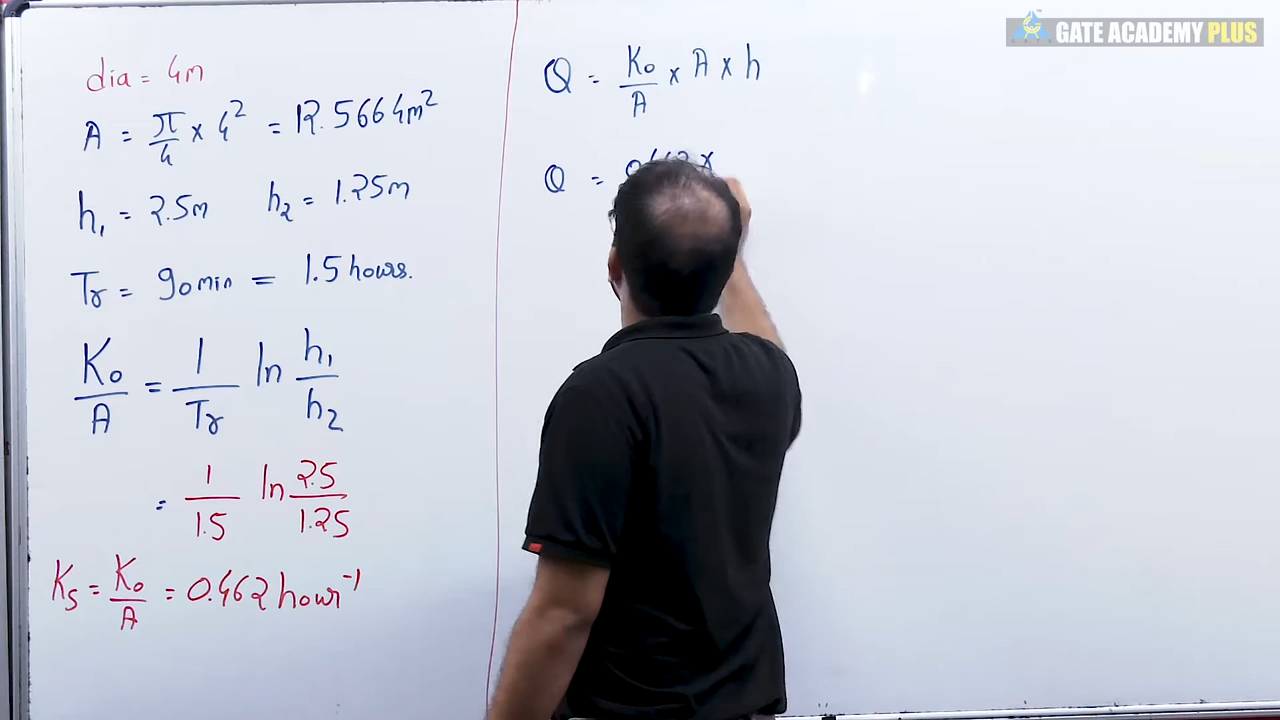 GATE ACADEMY PLUS
dia = 4m
A = π/4 × 4² = 12.5664m²
h₁ = 2.5m h₂ = 1.25m
Tr = 90min = 1.5 hours.
K₀/A = 1/Tr ln h₁/h₂
= 1/1.5 ln 2.5/1.25
Ks = K₀/A = 0.462 hour⁻¹
Q = K₀/A × A × h
Q =